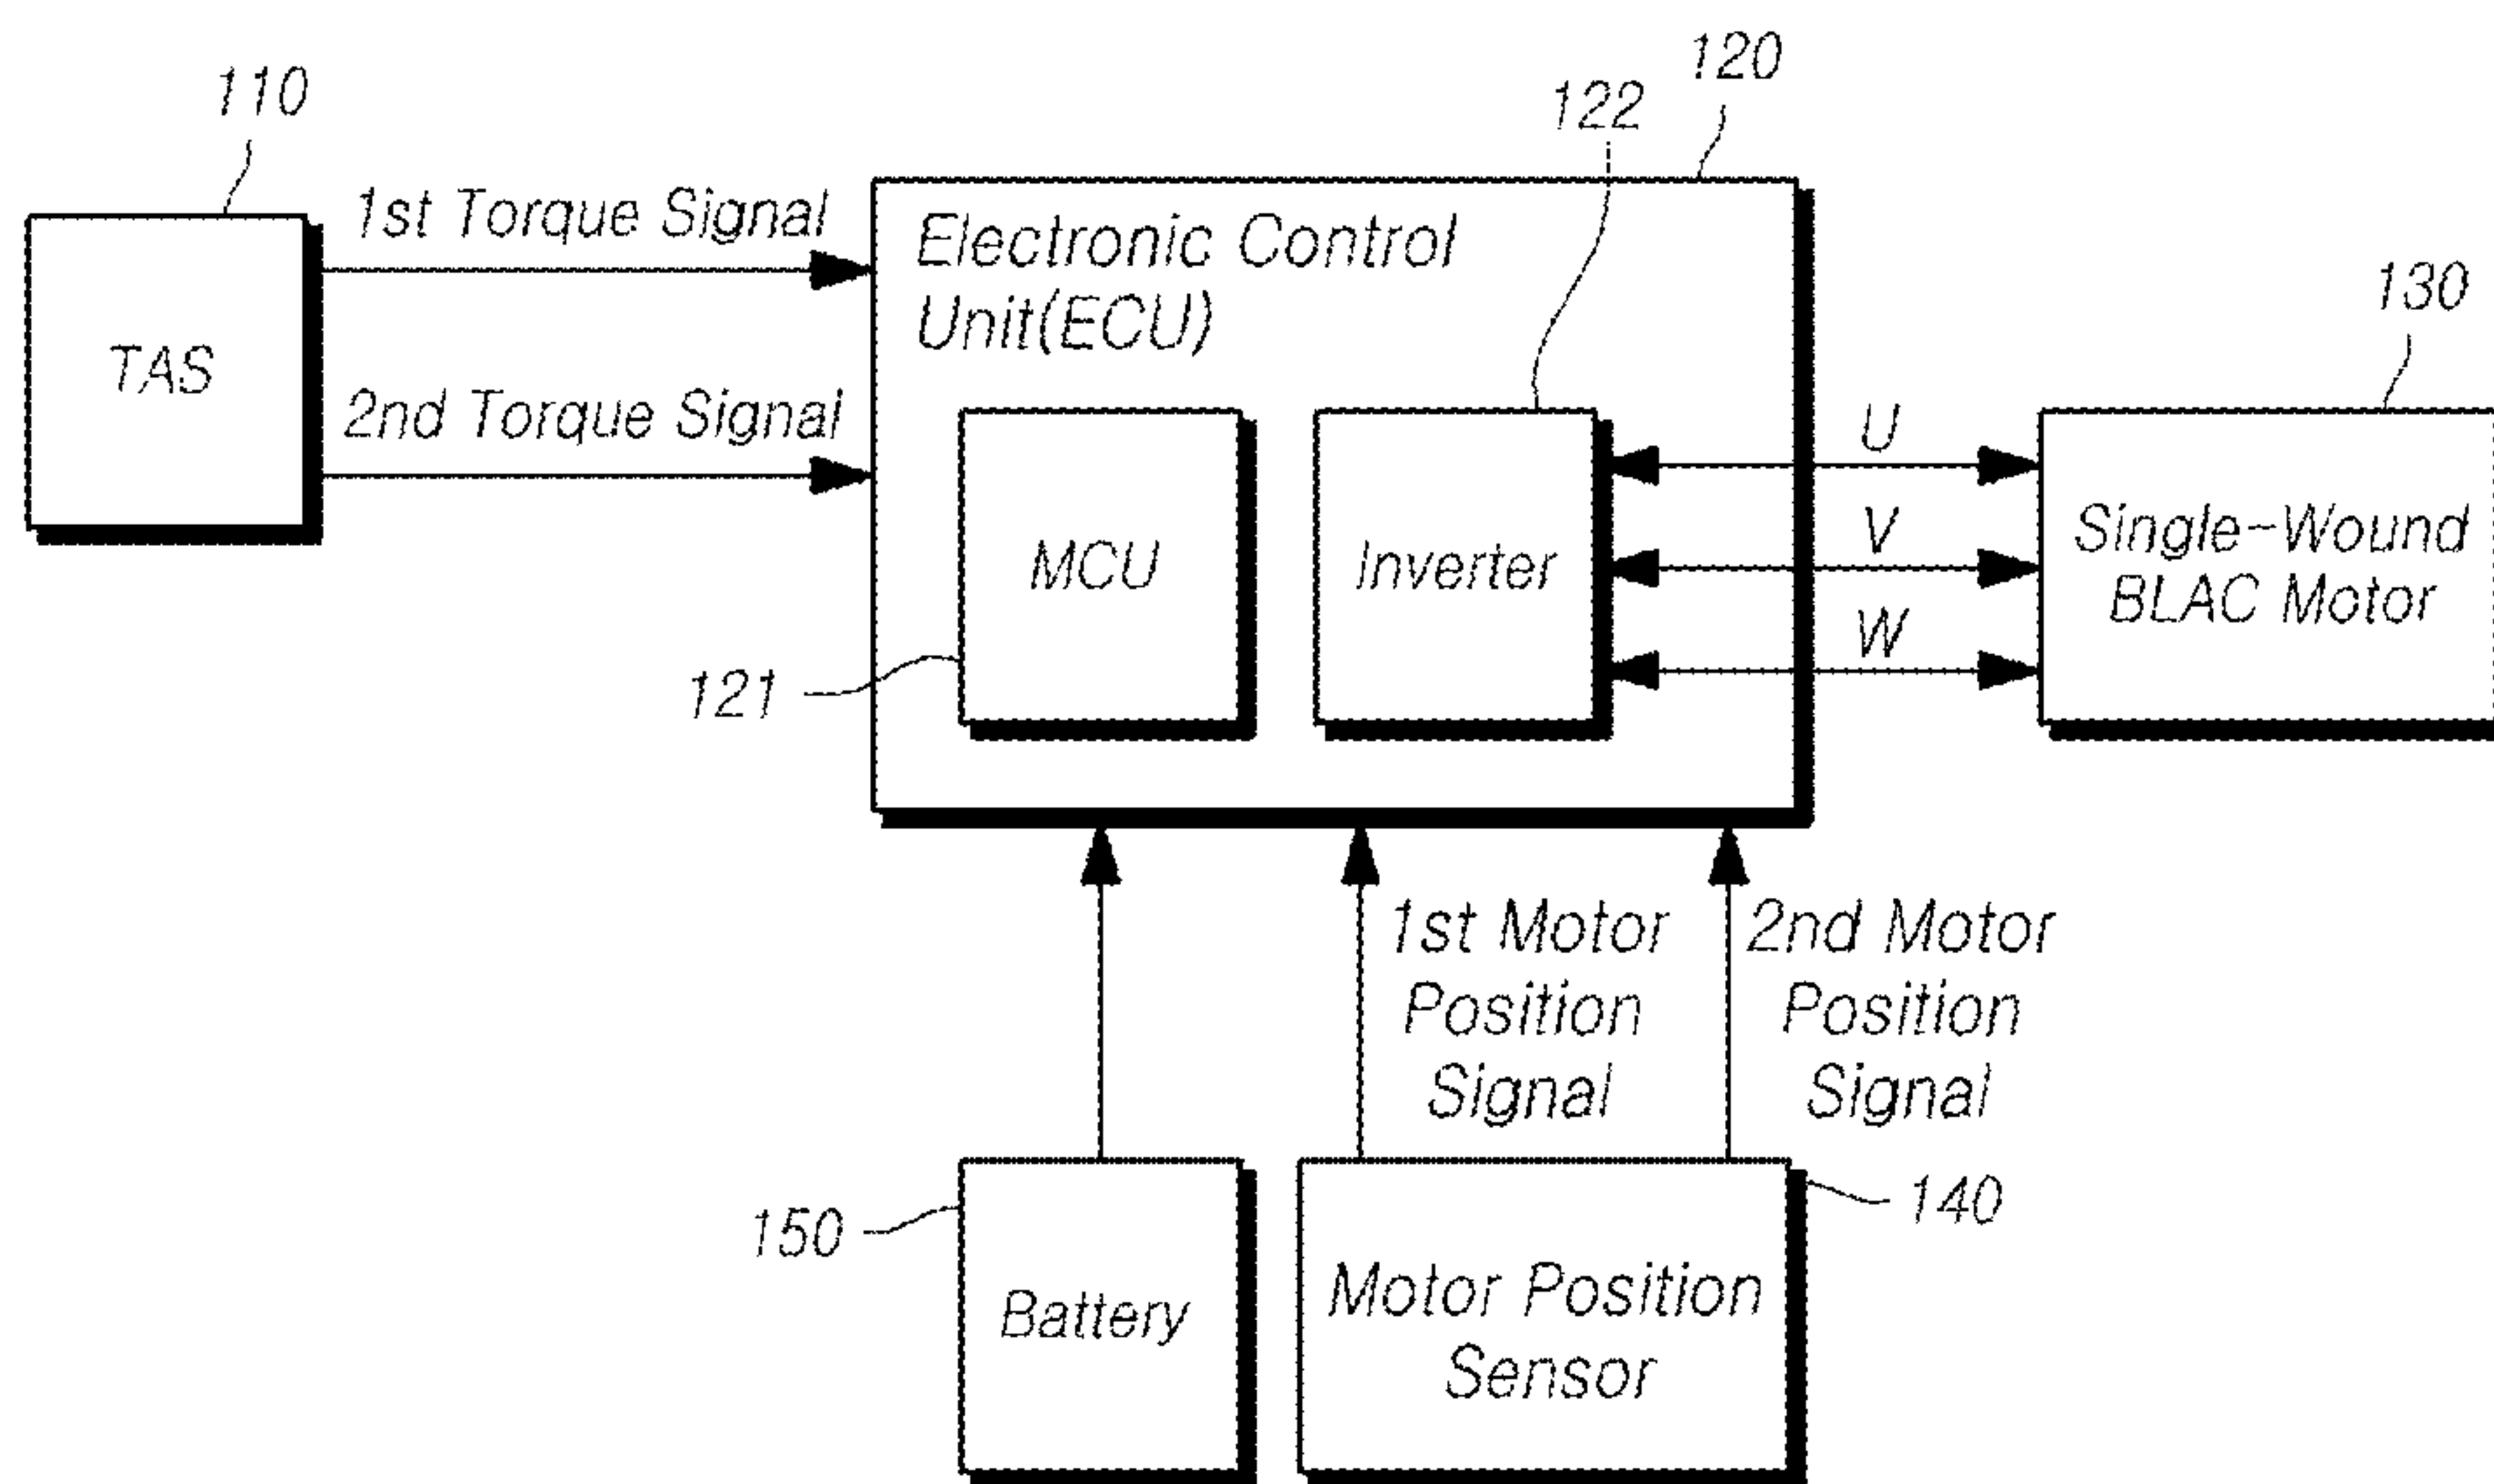 110
120
122
1st Torque Signal
Electronic Control
Unit(ECU)
130
TAS
2nd Torque Signal
U
V
W
MCU
Inverter
Single-Wound
BLAC Motor
121
1st Motor
Position
Signal
2nd Motor
Position
Signal
150
140
Battery
Motor Position
Sensor